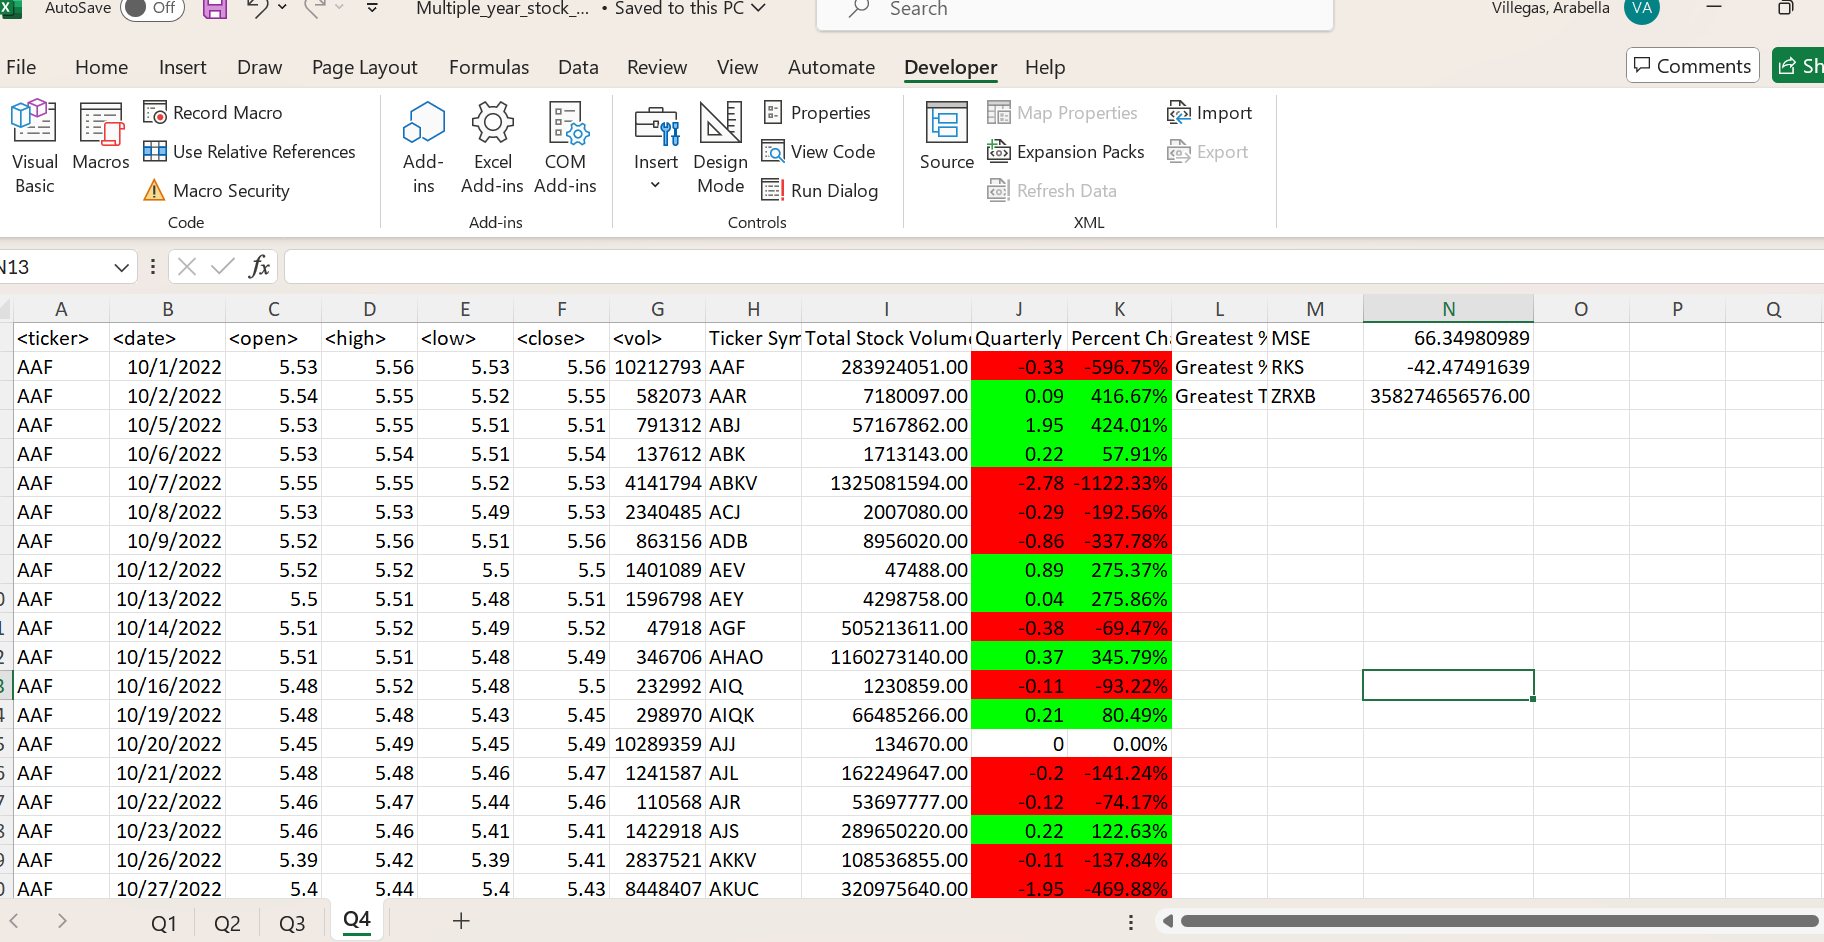 AutoSave Off Multiple_year_stock_... • Saved to this PC Search Villegas, Arabella VA
File Home Insert Draw Page Layout Formulas Data Review View Automate Developer Help Comments Sh
Visual Basic Macros Record Macro Use Relative References Macro Security Code
Add-ins Excel Add-ins COM Add-ins Add-ins
Insert Design Mode Properties View Code Run Dialog Controls
Source Map Properties Expansion Packs Refresh Data Import Export XML
N13 fx
A B C D E F G H I J K L M N O P Q
<ticker> <date> <open> <high> <low> <close> <vol> Ticker Sym Total Stock Volum Quarterly Percent Ch Greatest % MSE 66.34980989
AAF 10/1/2022 5.53 5.56 5.53 5.56 10212793 AAF 283924051.00 -0.33 -596.75% Greatest % RKS -42.47491639
AAF 10/2/2022 5.54 5.55 5.52 5.55 582073 AAR 7180097.00 0.09 416.67% Greatest T ZRXB 358274656576.00
AAF 10/5/2022 5.53 5.55 5.51 5.51 791312 ABJ 57167862.00 1.95 424.01%
AAF 10/6/2022 5.53 5.54 5.51 5.54 137612 ABK 1713143.00 0.22 57.91%
AAF 10/7/2022 5.55 5.55 5.52 5.53 4141794 ABKV 1325081594.00 -2.78 -1122.33%
AAF 10/8/2022 5.53 5.53 5.49 5.53 2340485 ACJ 2007080.00 -0.29 -192.56%
AAF 10/9/2022 5.52 5.56 5.51 5.56 863156 ADB 8956020.00 -0.86 -337.78%
AAF 10/12/2022 5.52 5.52 5.5 5.5 1401089 AEV 47488.00 0.89 275.37%
AAF 10/13/2022 5.5 5.51 5.48 5.51 1596798 AEY 4298758.00 0.04 275.86%
AAF 10/14/2022 5.51 5.52 5.49 5.52 47918 AGF 505213611.00 -0.38 -69.47%
AAF 10/15/2022 5.51 5.51 5.48 5.49 346706 AHAO 1160273140.00 0.37 345.79%
AAF 10/16/2022 5.48 5.52 5.48 5.5 232992 AIQ 1230859.00 -0.11 -93.22%
AAF 10/19/2022 5.48 5.48 5.43 5.45 298970 AIQK 66485266.00 0.21 80.49%
AAF 10/20/2022 5.45 5.49 5.45 5.49 10289359 AJJ 134670.00 0 0.00%
AAF 10/21/2022 5.48 5.48 5.46 5.47 1241587 AJL 162249647.00 -0.2 -141.24%
AAF 10/22/2022 5.46 5.47 5.44 5.46 110568 AJR 53697777.00 -0.12 -74.17%
AAF 10/23/2022 5.46 5.46 5.41 5.41 1422918 AJS 289650220.00 0.22 122.63%
AAF 10/26/2022 5.39 5.42 5.39 5.41 2837521 AKKV 108536855.00 -0.11 -137.84%
AAF 10/27/2022 5.4 5.44 5.4 5.43 8448407 AKUC 320975640.00 -1.95 -469.88%
Q1 Q2 Q3 Q4